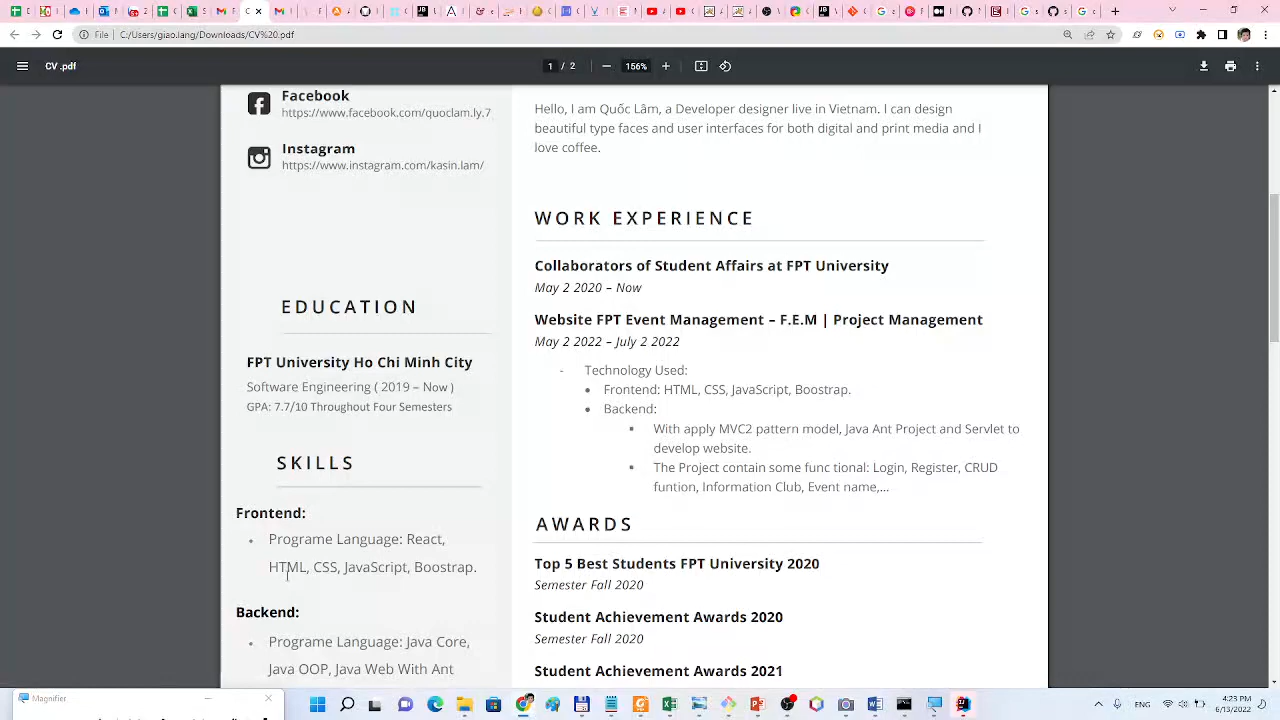 File | C:/Users/giao.lang/Downloads/CV%20.pdf
CV .pdf
1 / 2
156%
Facebook
https://www.facebook.com/quoclam.ly.7
Instagram
https://www.instagram.com/kasin.lam/
EDUCATION
FPT University Ho Chi Minh City
Software Engineering ( 2019 – Now )
GPA: 7.7/10 Throughout Four Semesters
SKILLS
Frontend:
Programe Language: React,
HTML, CSS, JavaScript, Boostrap.
Backend:
Programe Language: Java Core,
Java OOP, Java Web With Ant
Hello, I am Quốc Lâm, a Developer designer live in Vietnam. I can design
beautiful type faces and user interfaces for both digital and print media and I
love coffee.
WORK EXPERIENCE
Collaborators of Student Affairs at FPT University
May 2 2020 – Now
Website FPT Event Management – F.E.M | Project Management
May 2 2022 – July 2 2022
- Technology Used:
• Frontend: HTML, CSS, JavaScript, Boostrap.
• Backend:
▪ With apply MVC2 pattern model, Java Ant Project and Servlet to
develop website.
▪ The Project contain some func tional: Login, Register, CRUD
funtion, Information Club, Event name,...
AWARDS
Top 5 Best Students FPT University 2020
Semester Fall 2020
Student Achievement Awards 2020
Semester Fall 2020
Student Achievement Awards 2021
Magnifier
ENG
4:23 PM
6/13/2022